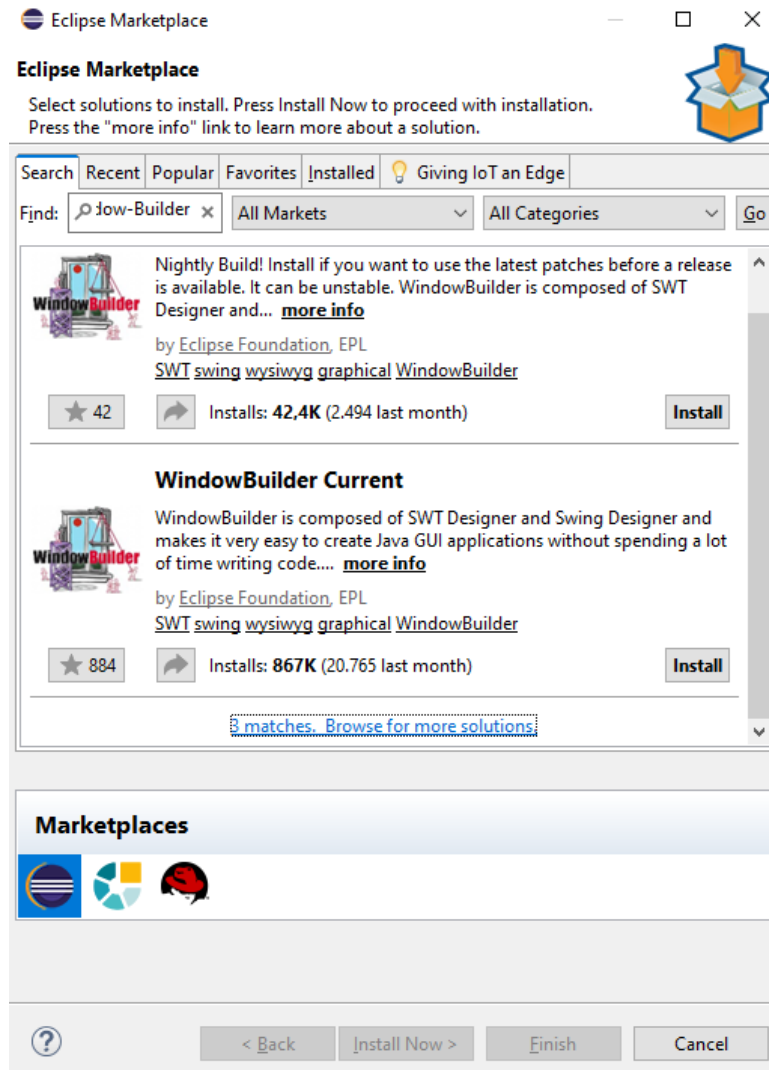 Eclipse Marketplace
Eclipse Marketplace
Select solutions to install. Press Install Now to proceed with installation.
Press the "more info" link to learn more about a solution.
Search Recent Popular Favorites Installed Giving IoT an Edge
Find: dow-Builder All Markets All Categories Go
Nightly Build! Install if you want to use the latest patches before a release
is available. It can be unstable. WindowBuilder is composed of SWT
Designer and... more info
WindowBuilder
by Eclipse Foundation, EPL
SWT swing wysiwyg graphical WindowBuilder
42 Installs: 42,4K (2.494 last month) Install
WindowBuilder Current
WindowBuilder is composed of SWT Designer and Swing Designer and
makes it very easy to create Java GUI applications without spending a lot
of time writing code.... more info
WindowBuilder
by Eclipse Foundation, EPL
SWT swing wysiwyg graphical WindowBuilder
884 Installs: 867K (20.765 last month) Install
3 matches. Browse for more solutions.
Marketplaces
? < Back Install Now > Finish Cancel